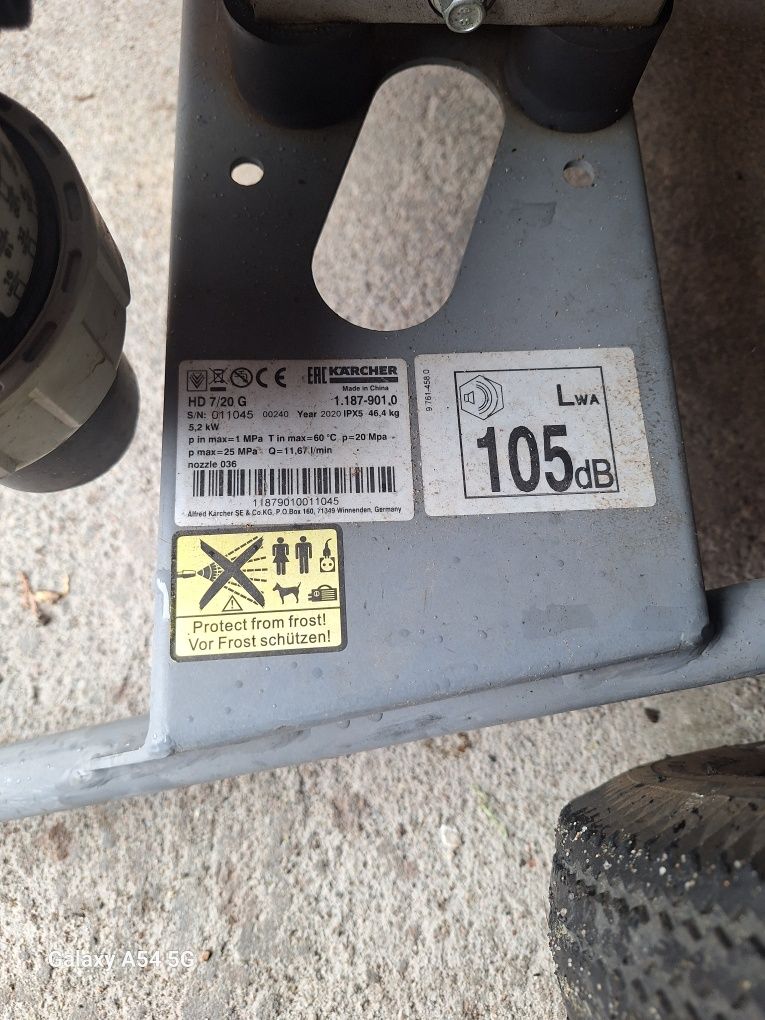 EAC KÄRCHER
Made in China
HD 7/20 G 1.187-901,0
S/N: 011045 00240 Year 2020 IPX5 46,4 kg
5,2 kW
p in max=1 MPa T in max=60 °C p=20 Mpa
p max=25 MPa Q=11,67 l/min
nozzle 036
11879010011045
Alfred Kärcher SE & Co.KG, P.O.Box 160, 71349 Winnenden, Germany
9.761-458.0
LWA
105dB
Protect from frost!
Vor Frost schützen!
Galaxy A54 5G